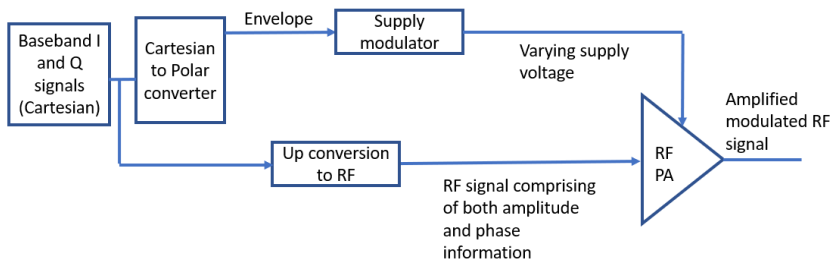 Baseband I
and Q
signals
(Cartesian)
Cartesian
to Polar
converter
Envelope
Supply
modulator
Varying supply
voltage
Up conversion
to RF
RF signal comprising
of both amplitude
and phase
information
RF
PA
Amplified
modulated RF
signal